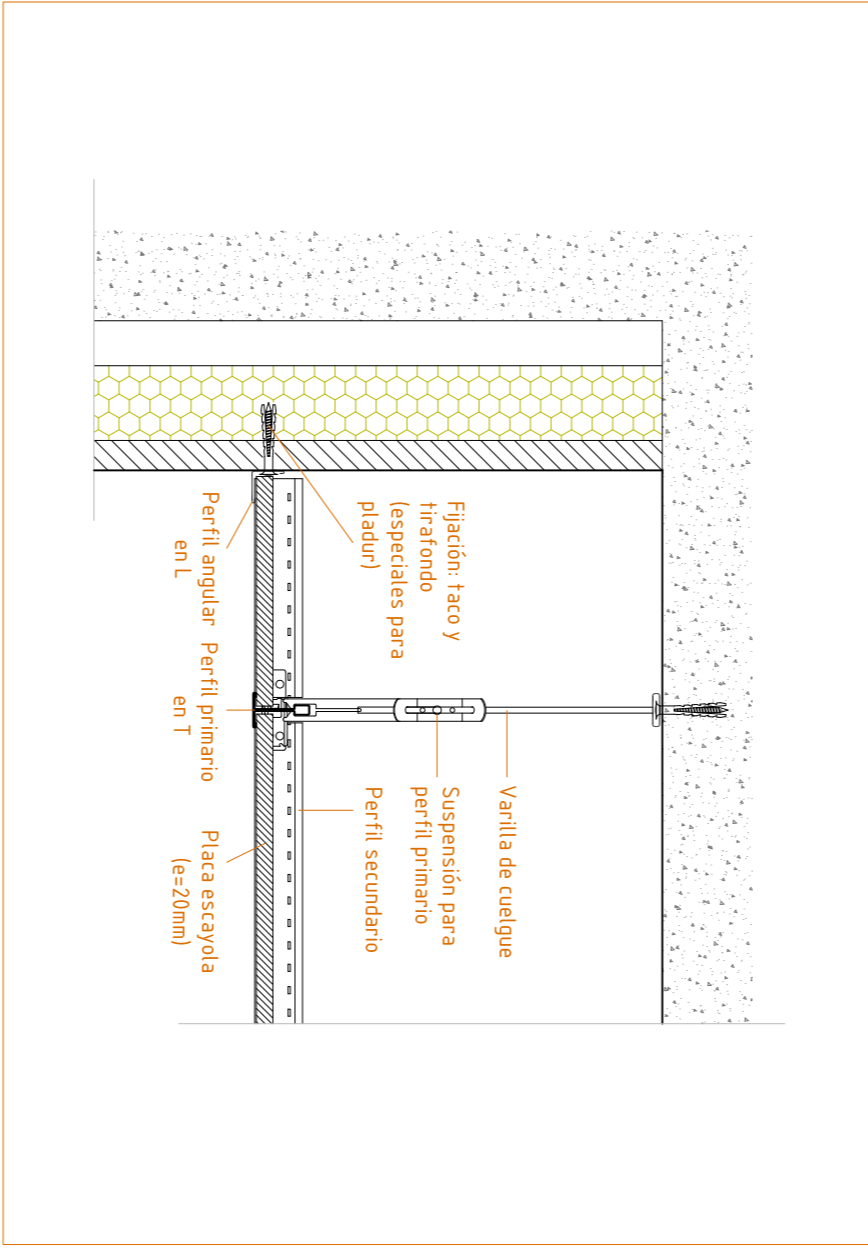 Fijación: taco y
tirafondo
(especiales para
pladur)
Varilla de cuelgue
Suspensión para
perfil primario
Perfil secundario
Perfil angular
en L
Perfil primario
en T
Placa escayola
(e=20mm)